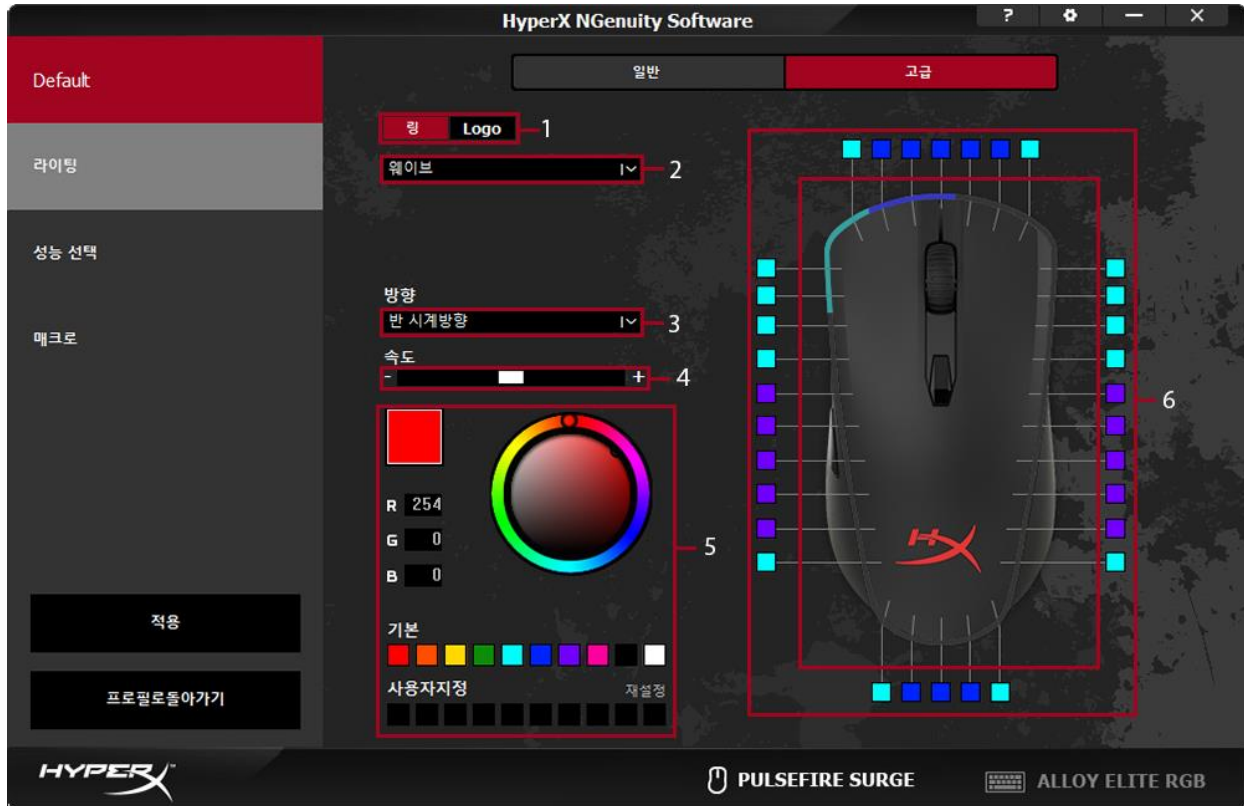 HyperX NGenuity Software
? — ×
Default
라이팅
성능 선택
매크로
적용
프로필로돌아가기
일반 고급
링 Logo 1
웨이브 2
방향
반 시계방향 3
속도
- + 4
R 254
G 0
B 0
5
기본
사용자지정 재설정
6
HX
HYPERX™
PULSEFIRE SURGE
ALLOY ELITE RGB